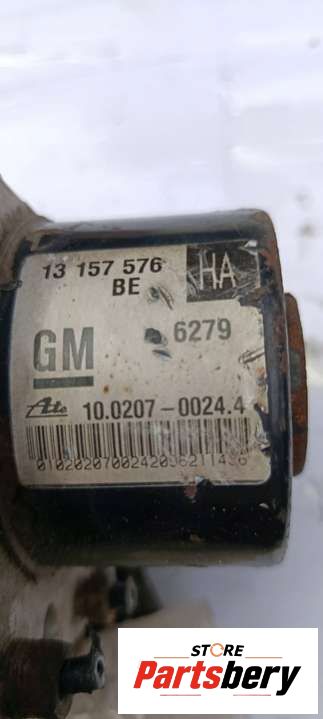 13 157 576 HA
BE
GM 6279
Ate 10.0207-0024.4
STORE
Partsbery